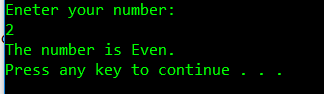 Eneter your number:
2
The number is Even.
Press any key to continue . . .